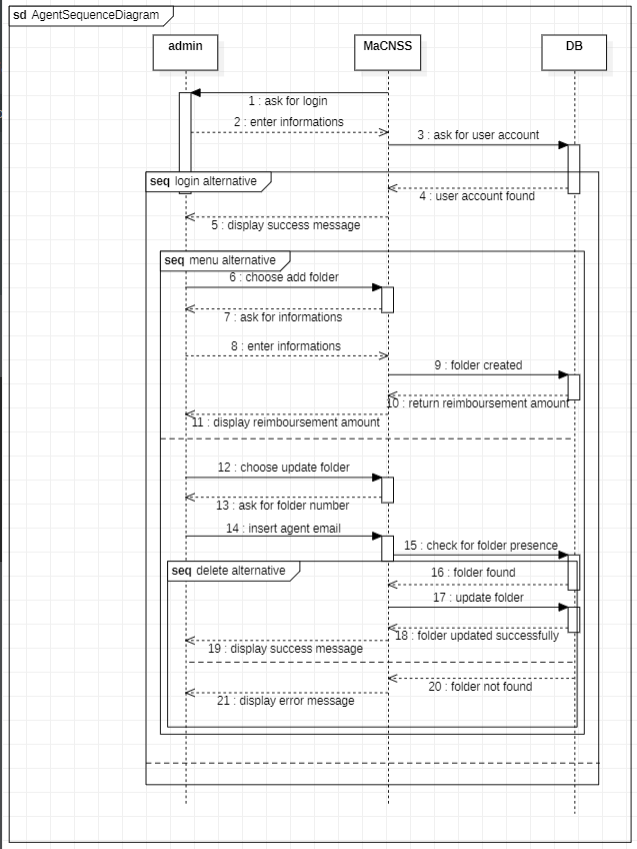 sd AgentSequenceDiagram
admin
MaCNSS
DB
1 : ask for login
2 : enter informations
3 : ask for user account
seq login alternative
4 : user account found
5 : display success message
seq menu alternative
6 : choose add folder
7 : ask for informations
8 : enter informations
9 : folder created
10 : return reimboursement amount
11 : display reimboursement amount
12 : choose update folder
13 : ask for folder number
14 : insert agent email
15 : check for folder presence
seq delete alternative
16 : folder found
17 : update folder
18 : folder updated successfully
19 : display success message
20 : folder not found
21 : display error message